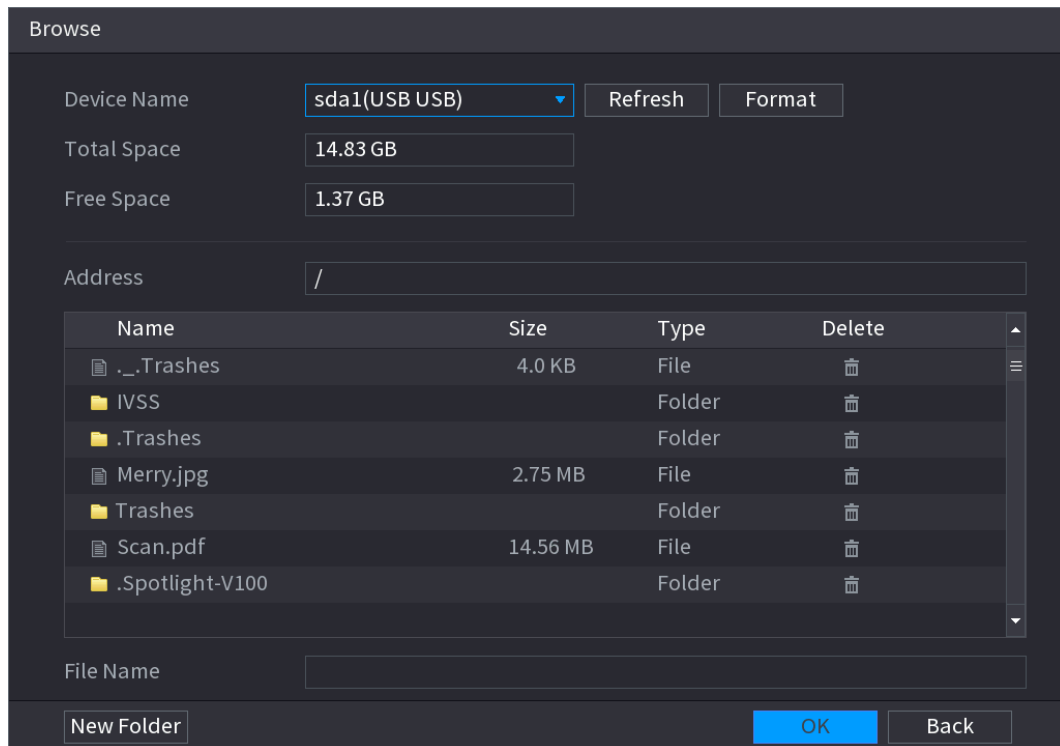 Browse
Device Name sda1(USB USB) Refresh Format
Total Space 14.83 GB
Free Space 1.37 GB
Address /
Name Size Type Delete
._.Trashes 4.0 KB File
IVSS Folder
.Trashes Folder
Merry.jpg 2.75 MB File
Trashes Folder
Scan.pdf 14.56 MB File
.Spotlight-V100 Folder
File Name
New Folder OK Back